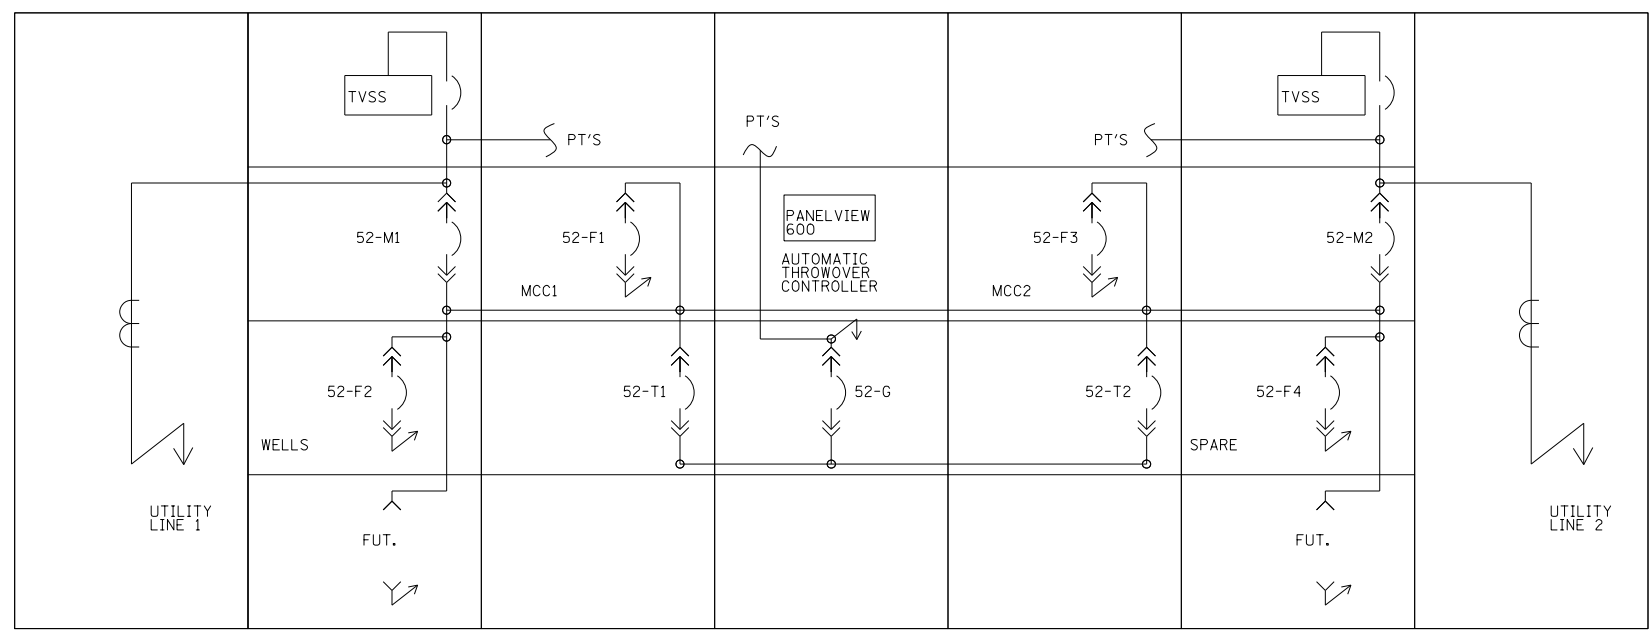 TVSS
TVSS
PT'S
PT'S
PT'S
PANELVIEW
600
52-M1
52-F1
52-F3
52-M2
AUTOMATIC
THROWOVER
CONTROLLER
MCC1
MCC2
52-F2
52-T1
52-G
52-T2
52-F4
WELLS
SPARE
UTILITY
LINE 1
UTILITY
LINE 2
FUT.
FUT.